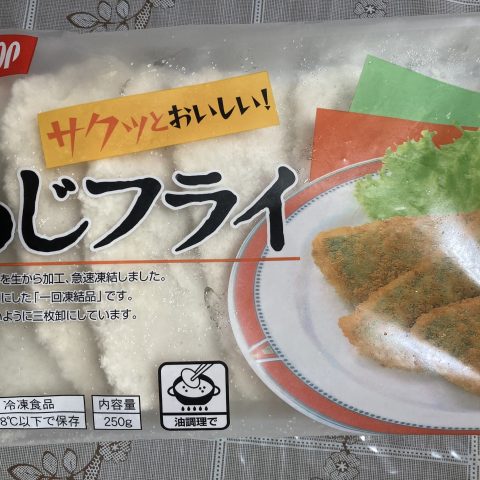 サクッとおいしい!
じフライ
を生から加工、急速凍結しました。
にした「一回凍結品」です。
ように三枚卸にしています。
冷凍食品
8℃以下で保存
内容量
250g
油調理で